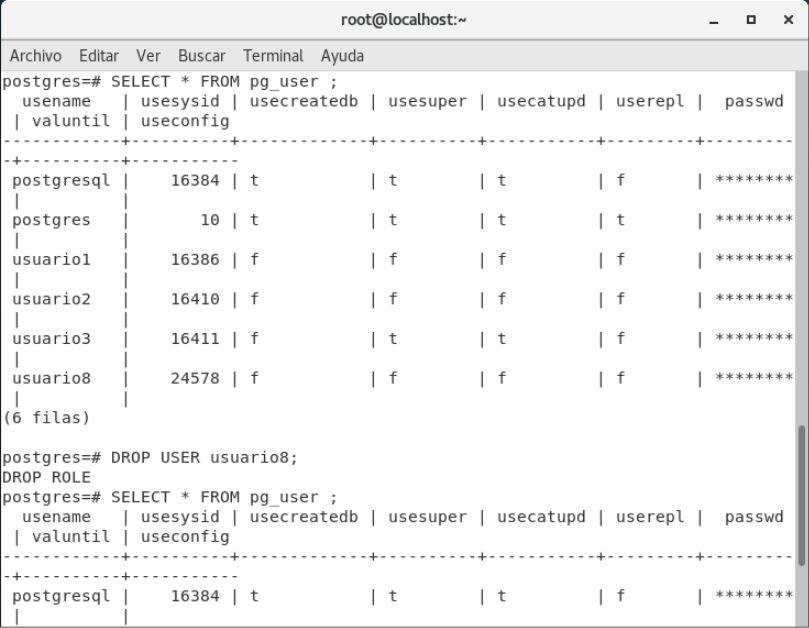 root@localhost:~
Archivo Editar Ver Buscar Terminal Ayuda
postgres=# SELECT * FROM pg_user ;
  usename   | usesysid | usecreatedb | usesuper | usecatupd | userepl |  passwd
 | valuntil | useconfig
------------+----------+-------------+----------+-----------+---------+---------
-+----------+-----------
 postgresql |    16384 | t           | t        | t         | f       | ********
 |          |
 postgres   |       10 | t           | t        | t         | t       | ********
 |          |
 usuario1   |    16386 | f           | f        | f         | f       | ********
 |          |
 usuario2   |    16410 | f           | f        | f         | f       | ********
 |          |
 usuario3   |    16411 | f           | t        | t         | f       | ********
 |          |
 usuario8   |    24578 | f           | f        | f         | f       | ********
 |          |
(6 filas)
postgres=# DROP USER usuario8;
DROP ROLE
postgres=# SELECT * FROM pg_user ;
  usename   | usesysid | usecreatedb | usesuper | usecatupd | userepl |  passwd
 | valuntil | useconfig
------------+----------+-------------+----------+-----------+---------+---------
-+----------+-----------
 postgresql |    16384 | t           | t        | t         | f       | ********
 |          |